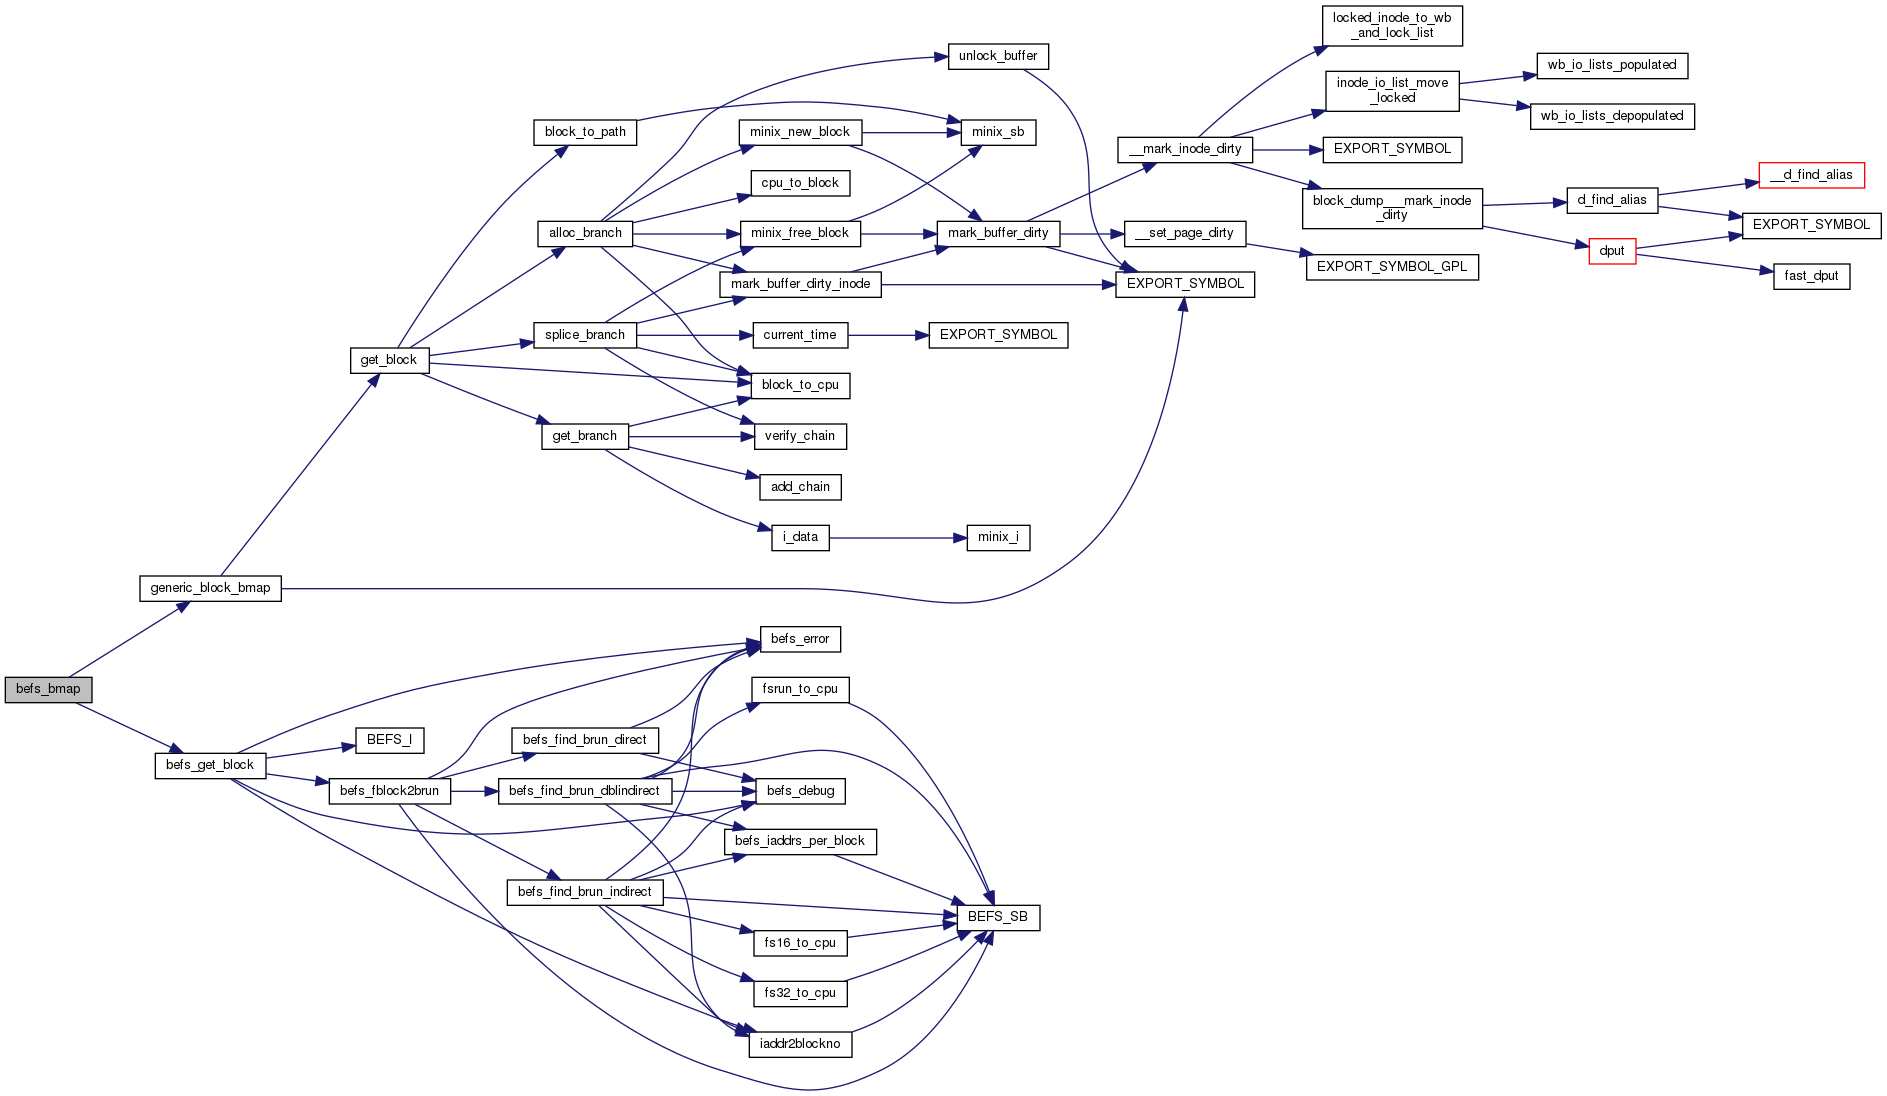 locked_inode_to_wb
_and_lock_list
unlock_buffer
inode_io_list_move
_locked
wb_io_lists_populated
wb_io_lists_depopulated
block_to_path
minix_new_block
minix_sb
__mark_inode_dirty
EXPORT_SYMBOL
cpu_to_block
block_dump___mark_inode
_dirty
d_find_alias
__d_find_alias
alloc_branch
minix_free_block
mark_buffer_dirty
__set_page_dirty
EXPORT_SYMBOL
dput
mark_buffer_dirty_inode
EXPORT_SYMBOL
EXPORT_SYMBOL_GPL
fast_dput
splice_branch
current_time
EXPORT_SYMBOL
get_block
block_to_cpu
get_branch
verify_chain
add_chain
i_data
minix_i
generic_block_bmap
befs_error
befs_bmap
fsrun_to_cpu
BEFS_I
befs_find_brun_direct
befs_get_block
befs_fblock2brun
befs_find_brun_dblindirect
befs_debug
befs_iaddrs_per_block
befs_find_brun_indirect
BEFS_SB
fs16_to_cpu
fs32_to_cpu
iaddr2blockno